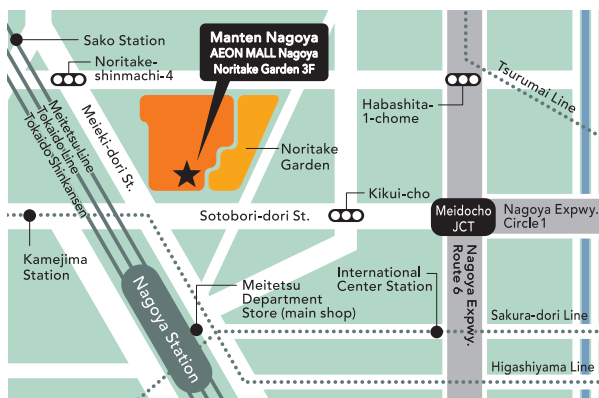 Sako Station
Noritake-
shinmachi-4
Manten Nagoya
AEON MALL Nagoya
Noritake Garden 3F
Habashita-
1-chome
Tsurumai Line
Meieki-dori St.
Meitetsu Line
Tokaido Line
Tokaido Shinkansen
Noritake
Garden
Kikui-cho
Sotobori-dori St.
Meidocho
JCT
Nagoya Expwy.
Circle 1
Kamejima
Station
Nagoya Station
Meitetsu
Department
Store (main shop)
International
Center Station
Nagoya Expwy.
Route 6
Sakura-dori Line
Higashiyama Line